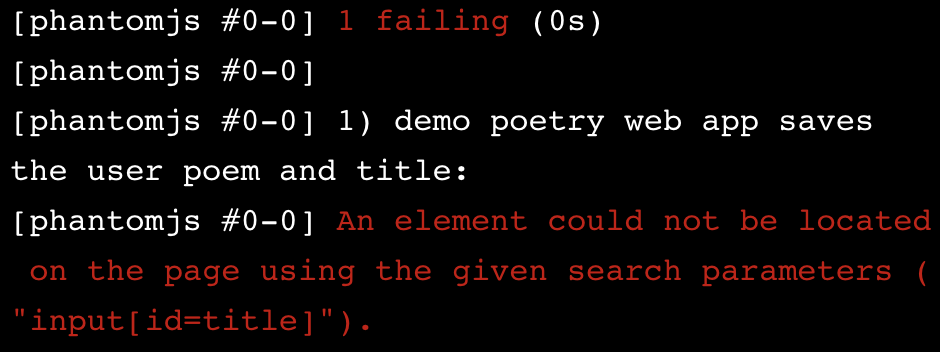 [phantomjs #0-0] 1 failing (0s)
[phantomjs #0-0]
[phantomjs #0-0] 1) demo poetry web app saves
the user poem and title:
[phantomjs #0-0] An element could not be located
on the page using the given search parameters (
"input[id=title]").